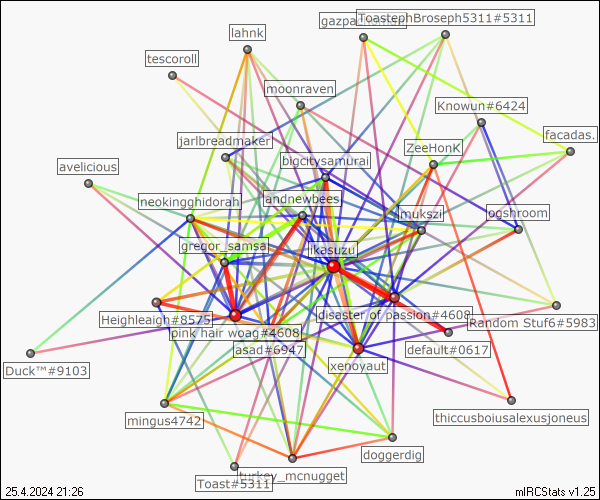 gazpa
ToastephBroseph5311#5311
lahnk
tescoroll
moonraven
Knowun#6424
facadas.
jarlbreadmaker
ZeeHonK
bigcitysamurai
avelicious
neokingghidorah
landnewbees
mukszi
ogshroom
gregor_samsa
ikasuzu
Heighleaigh#8575
disaster of passion#4608
Random Stuf6#5983
pink hair woag#4608
asad#6947
default#0617
xenoyaut
Duck™#9103
mingus4742
thiccusboiusalexusjoneus
doggerdig
turkey_mcnugget
Toast#5311
25.4.2024 21:26
mIRCStats v1.25